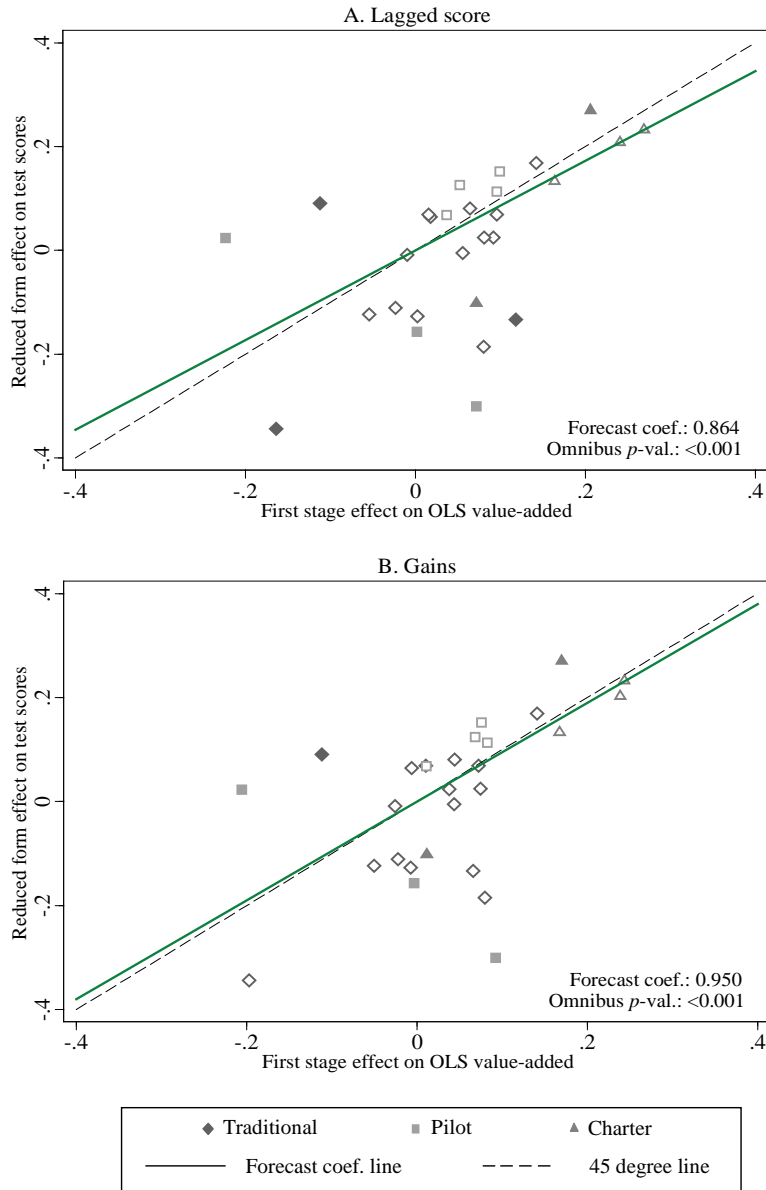 A. Lagged score
Reduced form effect on test scores
.4
.2
0
-.2
-.4
Forecast coef.: 0.864
Omnibus p-val.: <0.001
-.4 -.2 0 .2 .4
First stage effect on OLS value-added
B. Gains
Reduced form effect on test scores
.4
.2
0
-.2
-.4
Forecast coef.: 0.950
Omnibus p-val.: <0.001
-.4 -.2 0 .2 .4
First stage effect on OLS value-added
Traditional Pilot Charter
Forecast coef. line 45 degree line